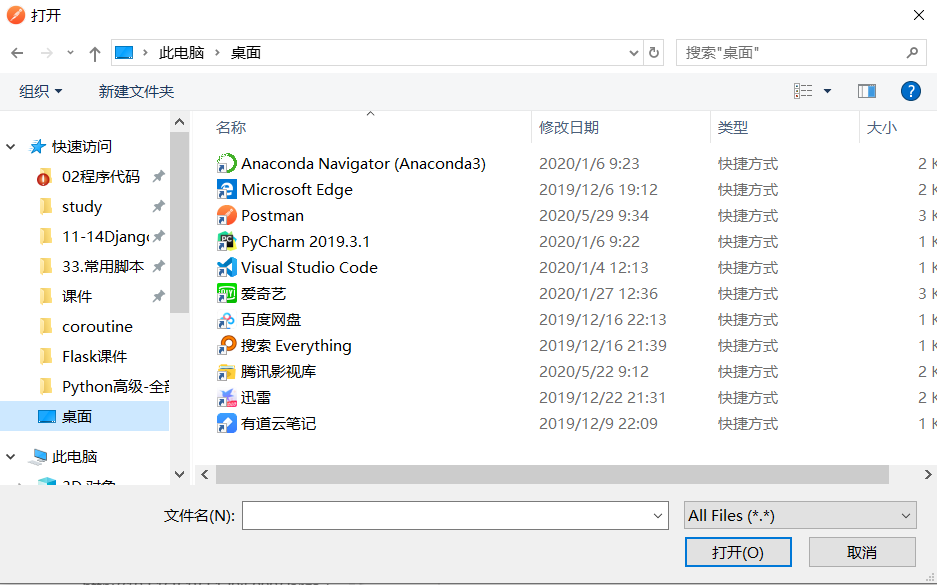 打开
此电脑 › 桌面
搜索"桌面"
组织 新建文件夹
名称 修改日期 类型 大小
快速访问
02程序代码
study
11-14Djang
33.常用脚本
课件
coroutine
Flask课件
Python高级-全
桌面
此电脑
3D 对象
Anaconda Navigator (Anaconda3) 2020/1/6 9:23 快捷方式 2 K
Microsoft Edge 2019/12/6 19:12 快捷方式 2 K
Postman 2020/5/29 9:34 快捷方式 3 K
PyCharm 2019.3.1 2020/1/6 9:22 快捷方式 1 K
Visual Studio Code 2020/1/4 12:13 快捷方式 1 K
爱奇艺 2020/1/27 12:36 快捷方式 3 K
百度网盘 2019/12/16 22:13 快捷方式 1 K
搜索 Everything 2019/12/16 21:39 快捷方式 1 K
腾讯影视库 2020/5/22 9:12 快捷方式 2 K
迅雷 2019/12/22 21:31 快捷方式 2 K
有道云笔记 2019/12/9 22:09 快捷方式 1 K
文件名(N): All Files (*.*)
打开(O) 取消